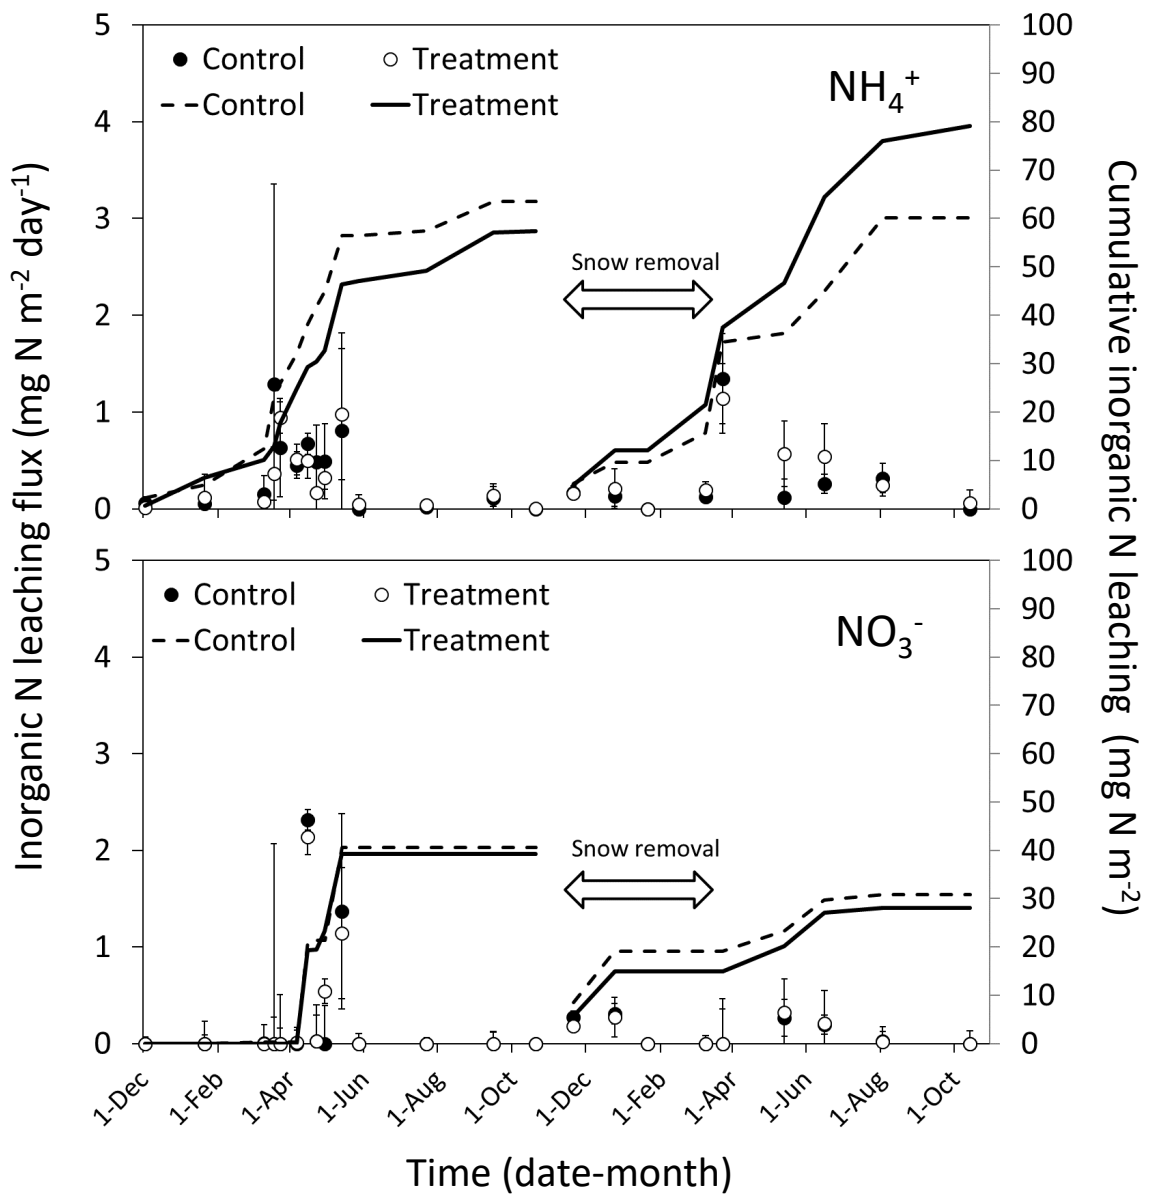 Inorganic N leaching flux (mg N m-2 day-1)
Cumulative inorganic N leaching (mg N m-2)
5
4
3
2
1
0
100
90
80
70
60
50
40
30
20
10
0
Control Treatment
Control Treatment
NH4+
Snow removal
5
4
3
2
1
0
100
90
80
70
60
50
40
30
20
10
0
Control Treatment
Control Treatment
NO3-
Snow removal
1-Dec 1-Feb 1-Apr 1-Jun 1-Aug 1-Oct 1-Dec 1-Feb 1-Apr 1-Jun 1-Aug 1-Oct
Time (date-month)